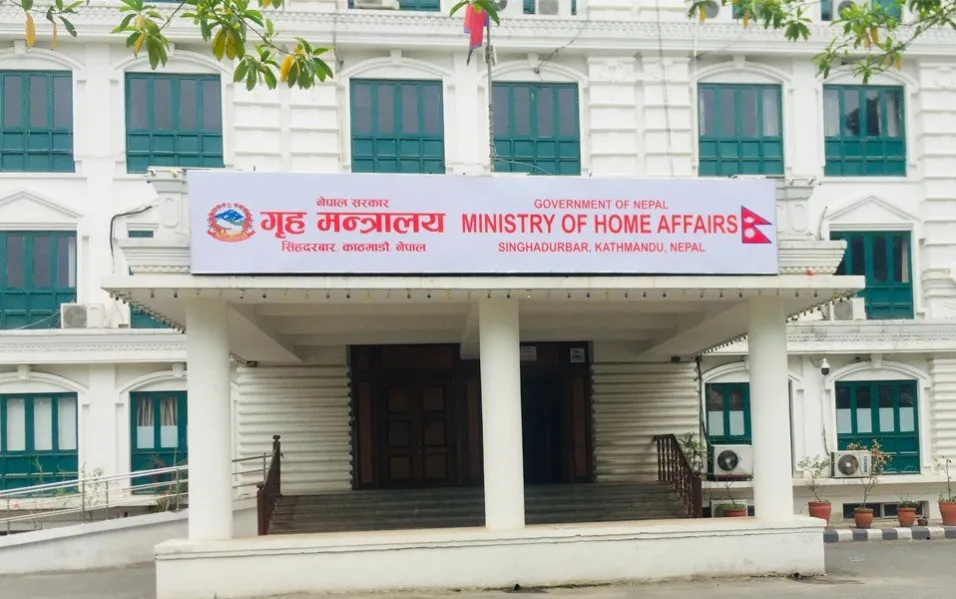 नेपाल सरकार
गृह मन्त्रालय
सिंहदरबार, काठमाडौं नेपाल
GOVERNMENT OF NEPAL
MINISTRY OF HOME AFFAIRS
SINGHADURBAR, KATHMANDU, NEPAL